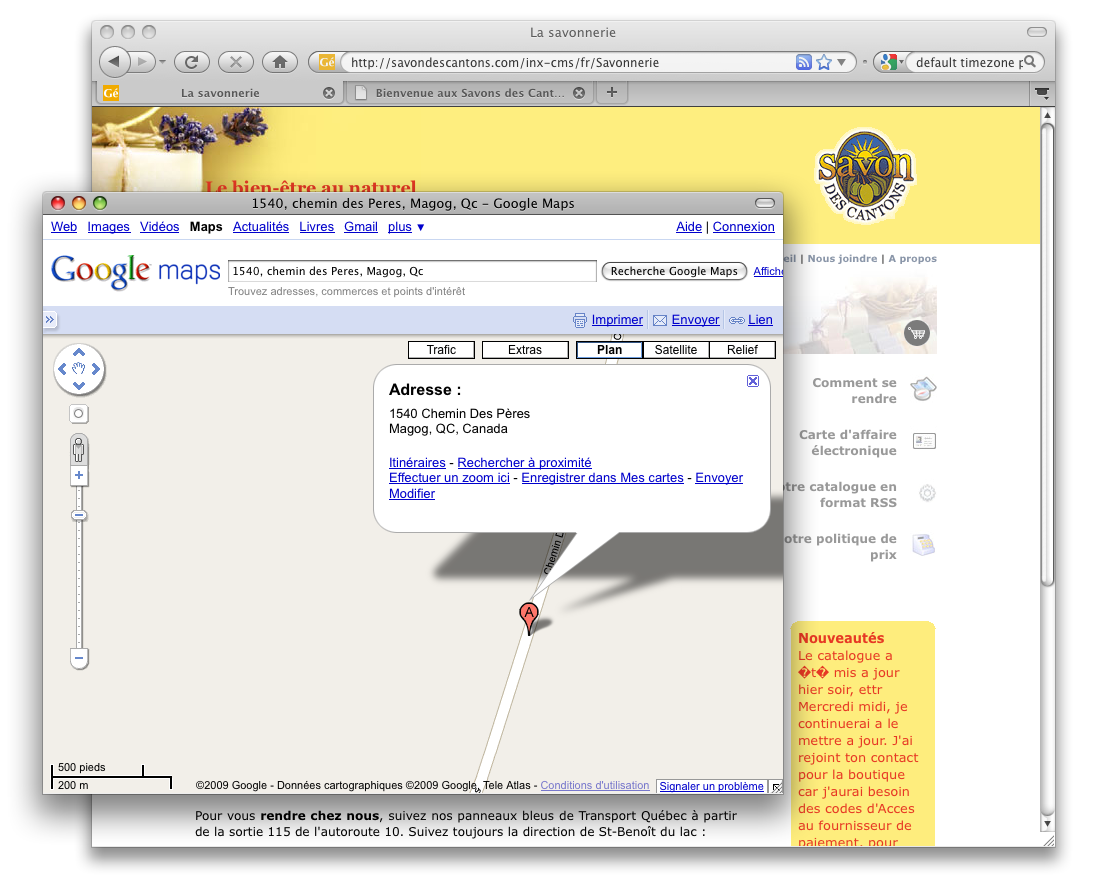 La savonnerie
Gé
http://savondescantons.com/inx-cms/fr/Savonnerie
default timezone p
Gé
La savonnerie
Bienvenue aux Savons des Cant...
Le bien-être au naturel
savon
DES CANTONS
1540, chemin des Peres, Magog, Qc - Google Maps
Web Images Vidéos Maps Actualités Livres Gmail plus ▼
Aide | Connexion
Google maps
1540, chemin des Peres, Magog, Qc
Recherche Google Maps
Affiche
Trouvez adresses, commerces et points d'intérêt
Imprimer
Envoyer
Lien
Trafic
Extras
Plan
Satellite
Relief
Adresse :
1540 Chemin Des Pères
Magog, QC, Canada
Itinéraires - Rechercher à proximité
Effectuer un zoom ici - Enregistrer dans Mes cartes - Envoyer
Modifier
Chemin D
A
500 pieds
200 m
©2009 Google - Données cartographiques ©2009 Google, Tele Atlas - Conditions d'utilisation
Signaler un problème
eil | Nous joindre | A propos
Comment se
rendre
Carte d'affaire
électronique
otre catalogue en
format RSS
otre politique de
prix
Nouveautés
Le catalogue a
�t� mis a jour
hier soir, ettr
Mercredi midi, je
continuerai a le
mettre a jour. J'ai
rejoint ton contact
pour la boutique
car j'aurai besoin
des codes d'Acces
au fournisseur de
paiement, pour
Pour vous rendre chez nous, suivez nos panneaux bleus de Transport Québec à partir
de la sortie 115 de l'autoroute 10. Suivez toujours la direction de St-Benoît du lac :